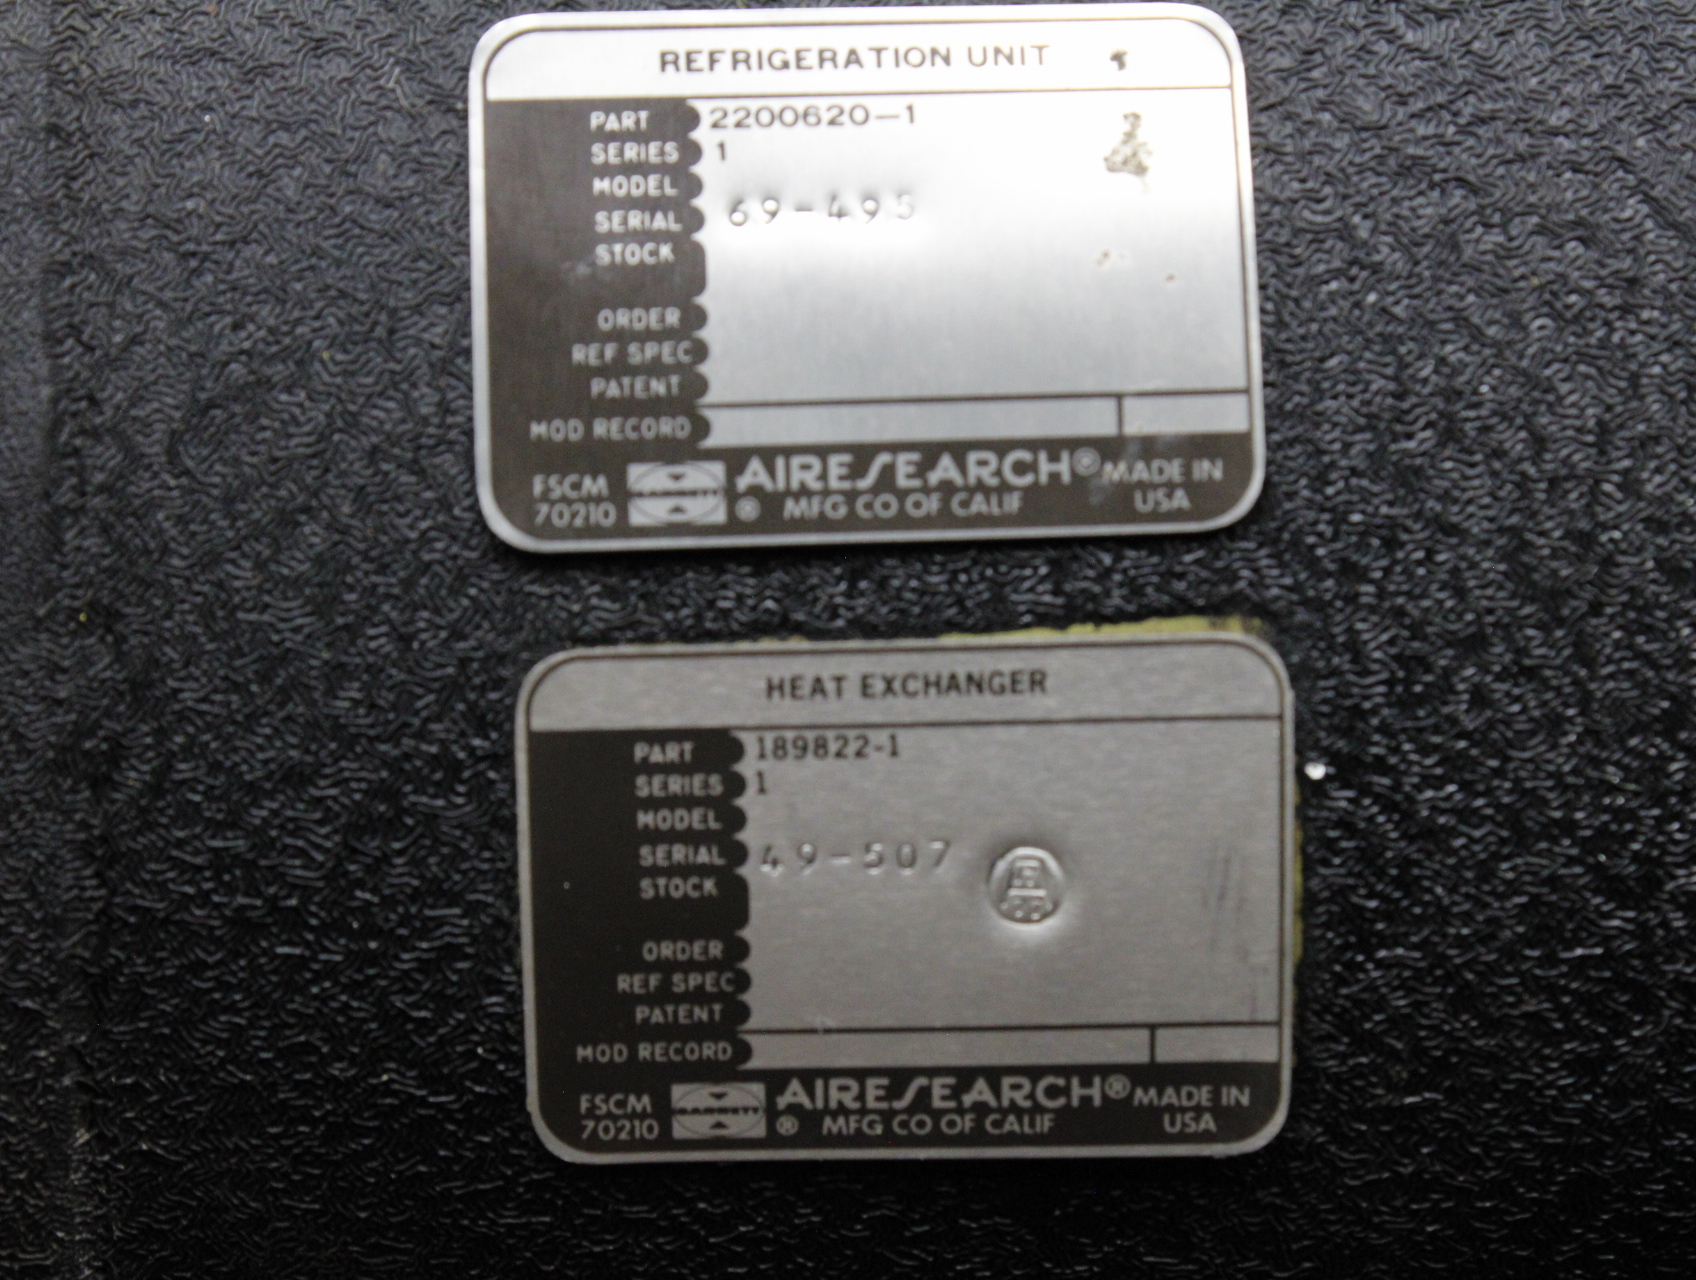 REFRIGERATION UNIT
PART 2200620-1
SERIES 1
MODEL
SERIAL 69-495
STOCK
ORDER
REF SPEC
PATENT
MOD RECORD
FSCM 70210
GARRETT ®
AIRESEARCH®
MFG CO OF CALIF
MADE IN USA
HEAT EXCHANGER
PART 189822-1
SERIES 1
MODEL
SERIAL 49-507
STOCK
ORDER
REF SPEC
PATENT
MOD RECORD
FSCM 70210
GARRETT ®
AIRESEARCH®
MFG CO OF CALIF
MADE IN USA